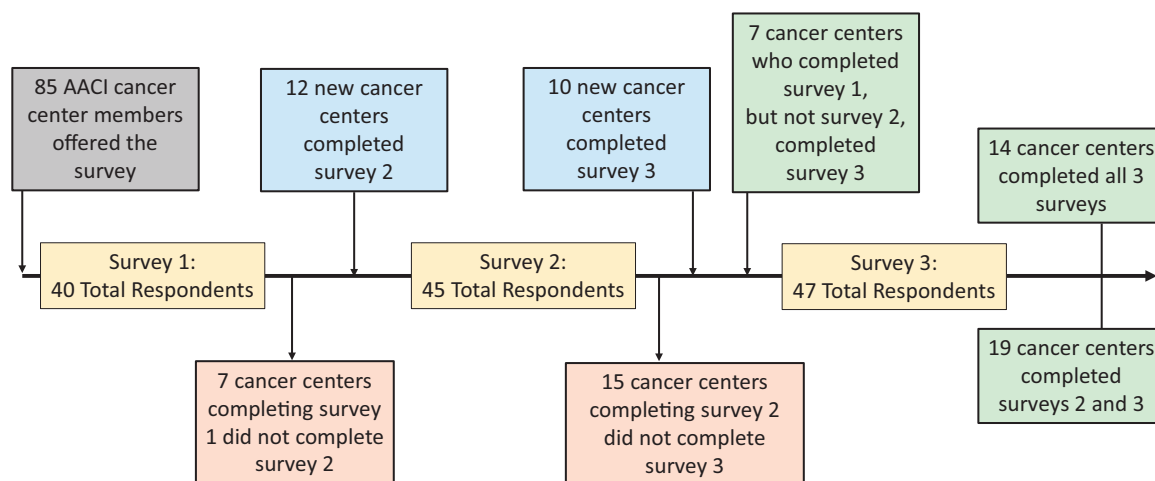 85 AACI cancer
center members
offered the
survey
12 new cancer
centers
completed
survey 2
10 new cancer
centers
completed
survey 3
7 cancer centers
who completed
survey 1,
but not survey 2,
completed
survey 3
14 cancer centers
completed all 3
surveys
Survey 1:
40 Total Respondents
Survey 2:
45 Total Respondents
Survey 3:
47 Total Respondents
7 cancer centers
completing survey
1 did not complete
survey 2
15 cancer centers
completing survey 2
did not complete
survey 3
19 cancer centers
completed
surveys 2 and 3